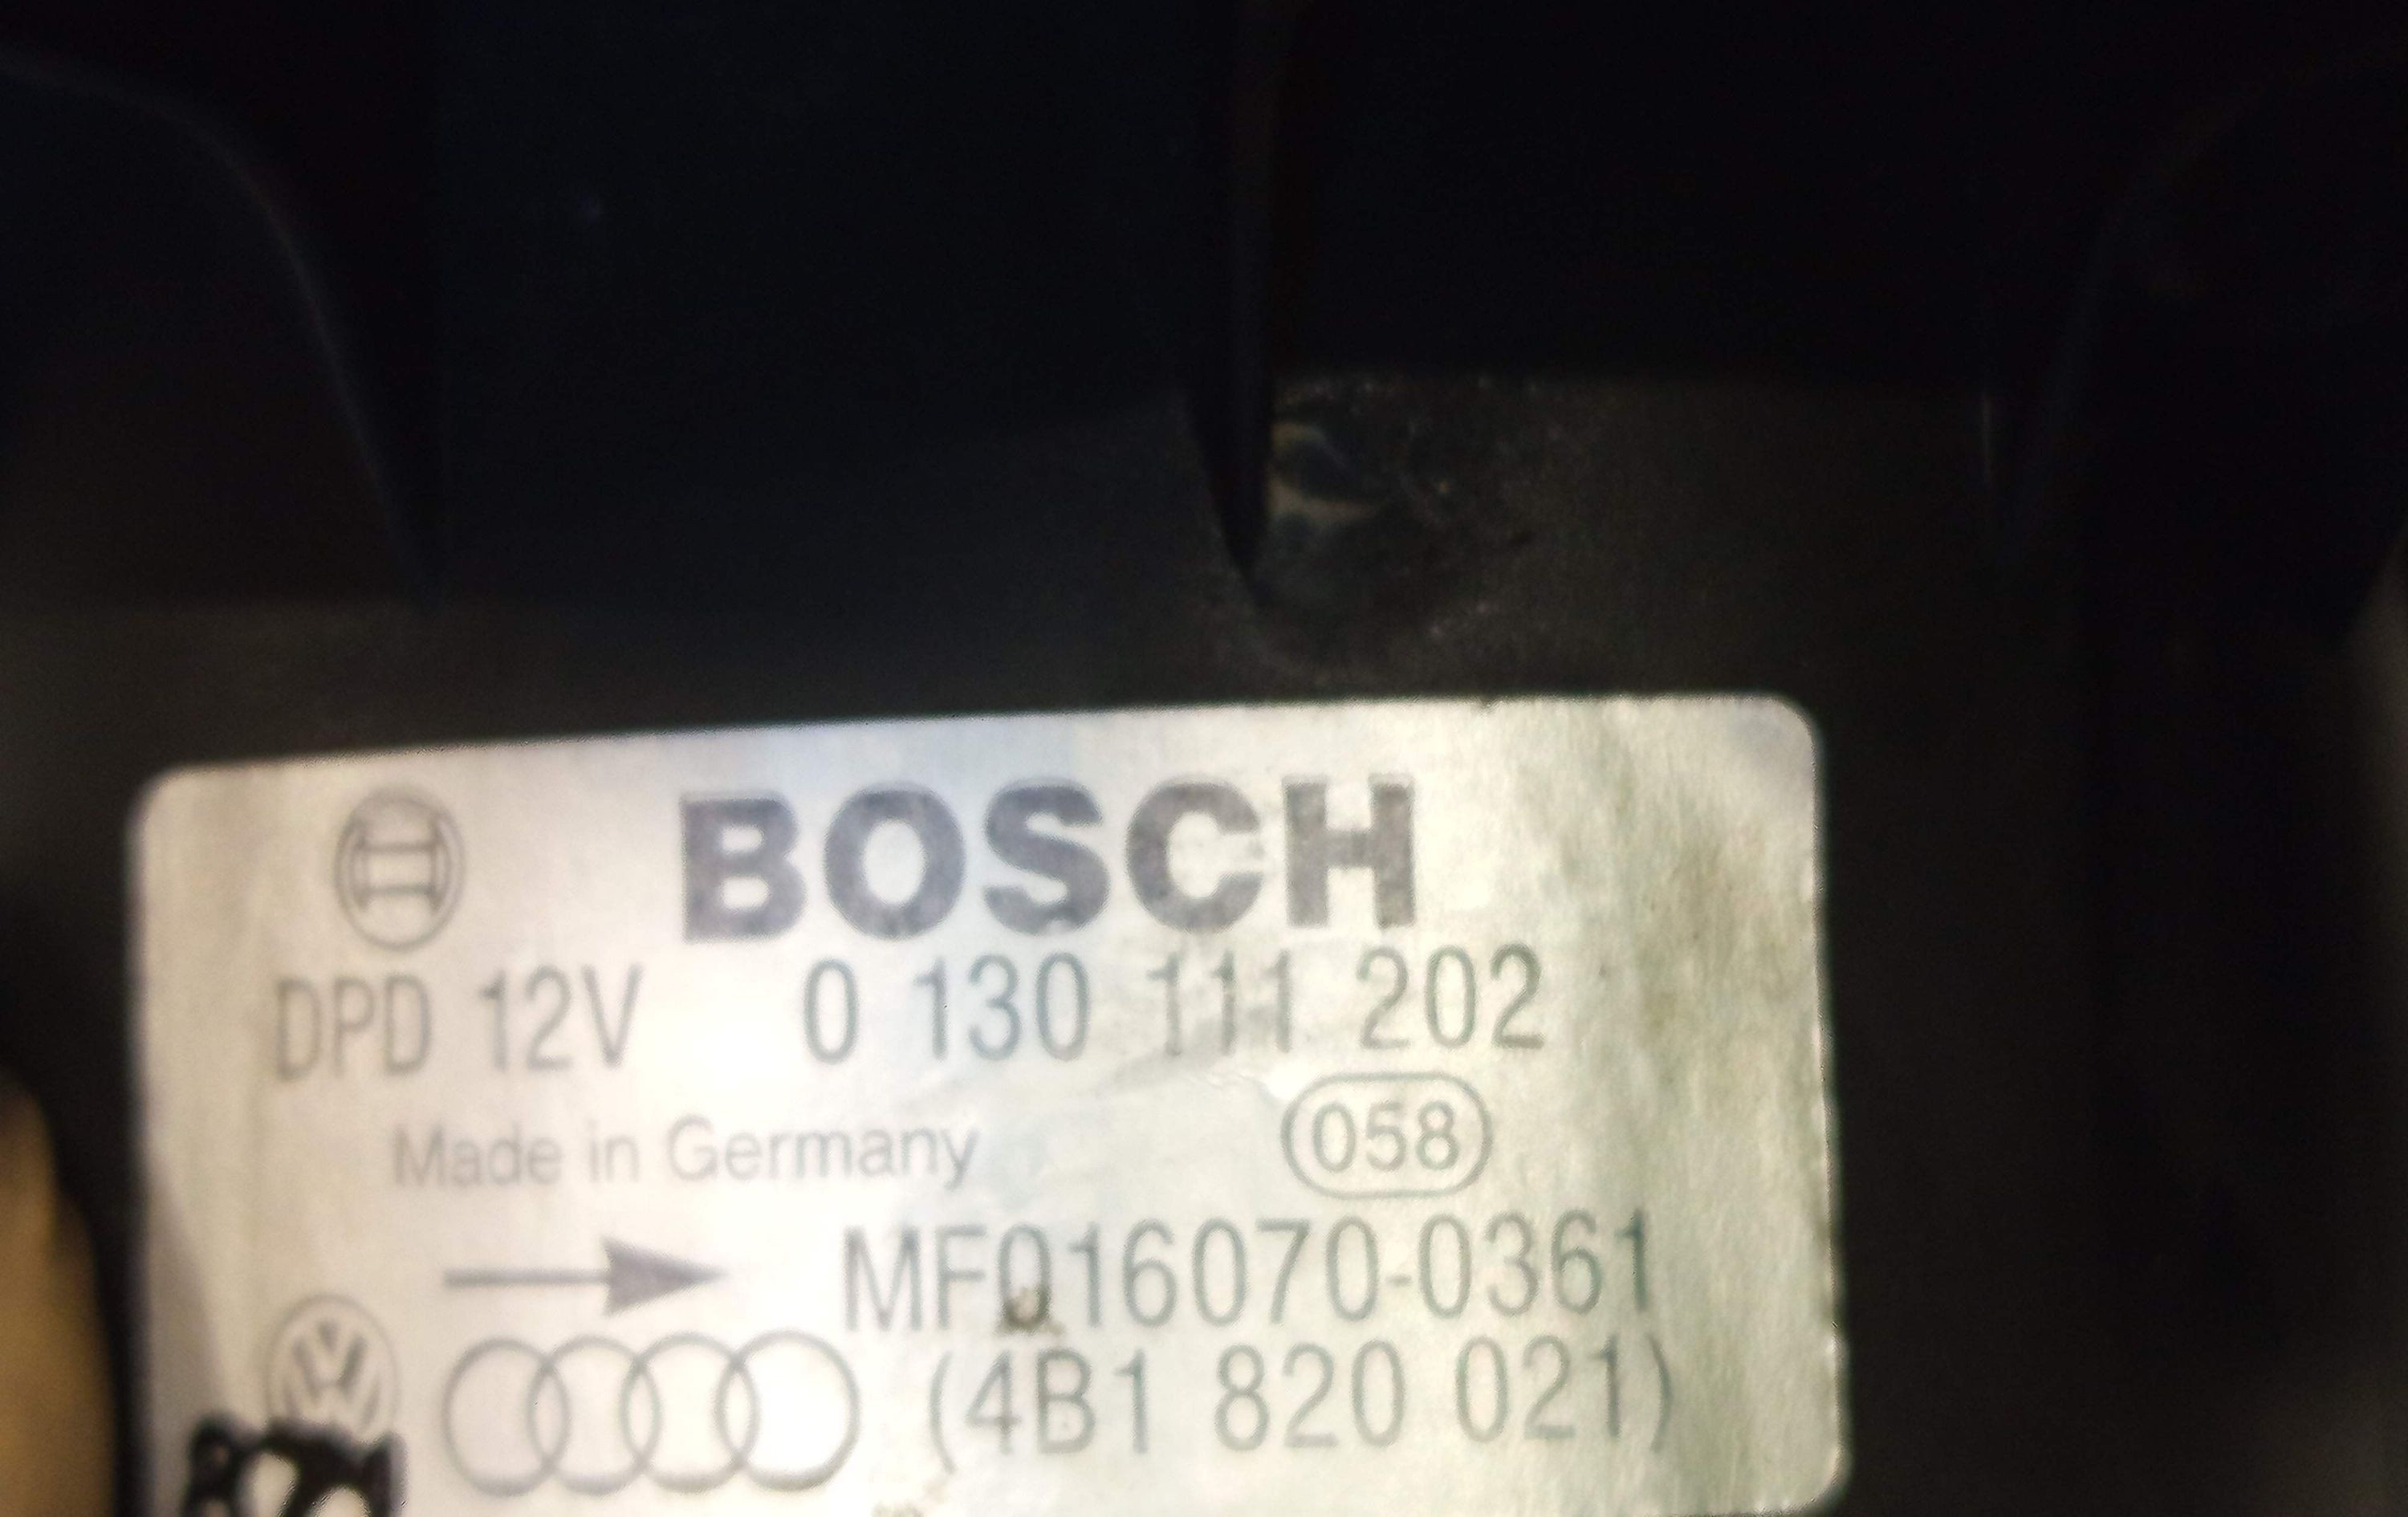 BOSCH
DPD 12V 0 130 111 202
Made in Germany 058
MF016070-0361
(4B1 820 021)